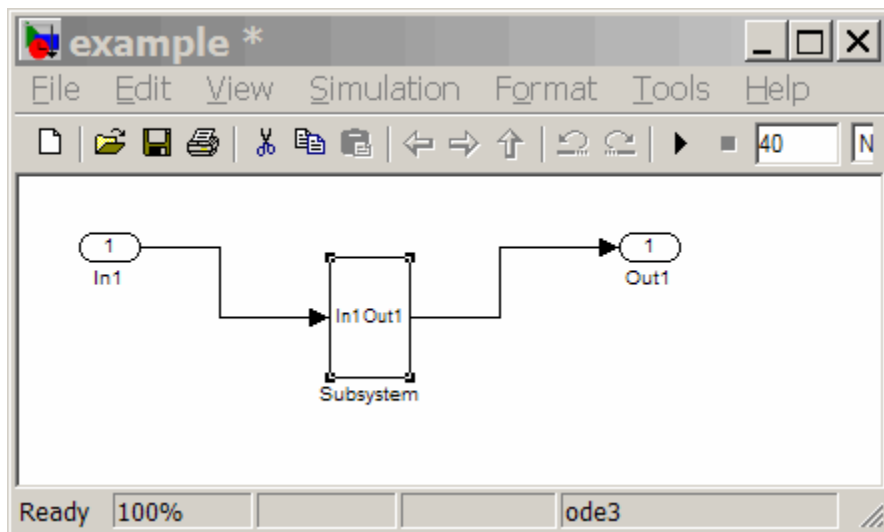 example *
File Edit View Simulation Format Tools Help
40 N
1 1
In1 Out1
In1 Out1
Subsystem
Ready 100% ode3